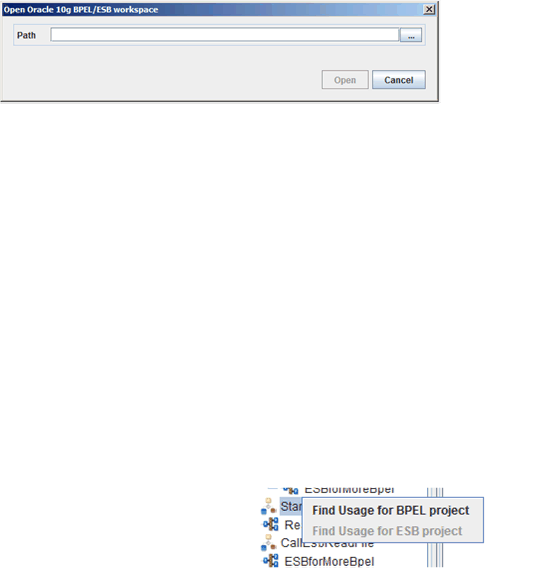 Open Oracle 10g BPEL/ESB workspace
Path
...
Open Cancel
ESBforMoreBpel
Star
Find Usage for BPEL project
Re
Find Usage for ESB project
CallEsbReadFile
ESBforMoreBpel